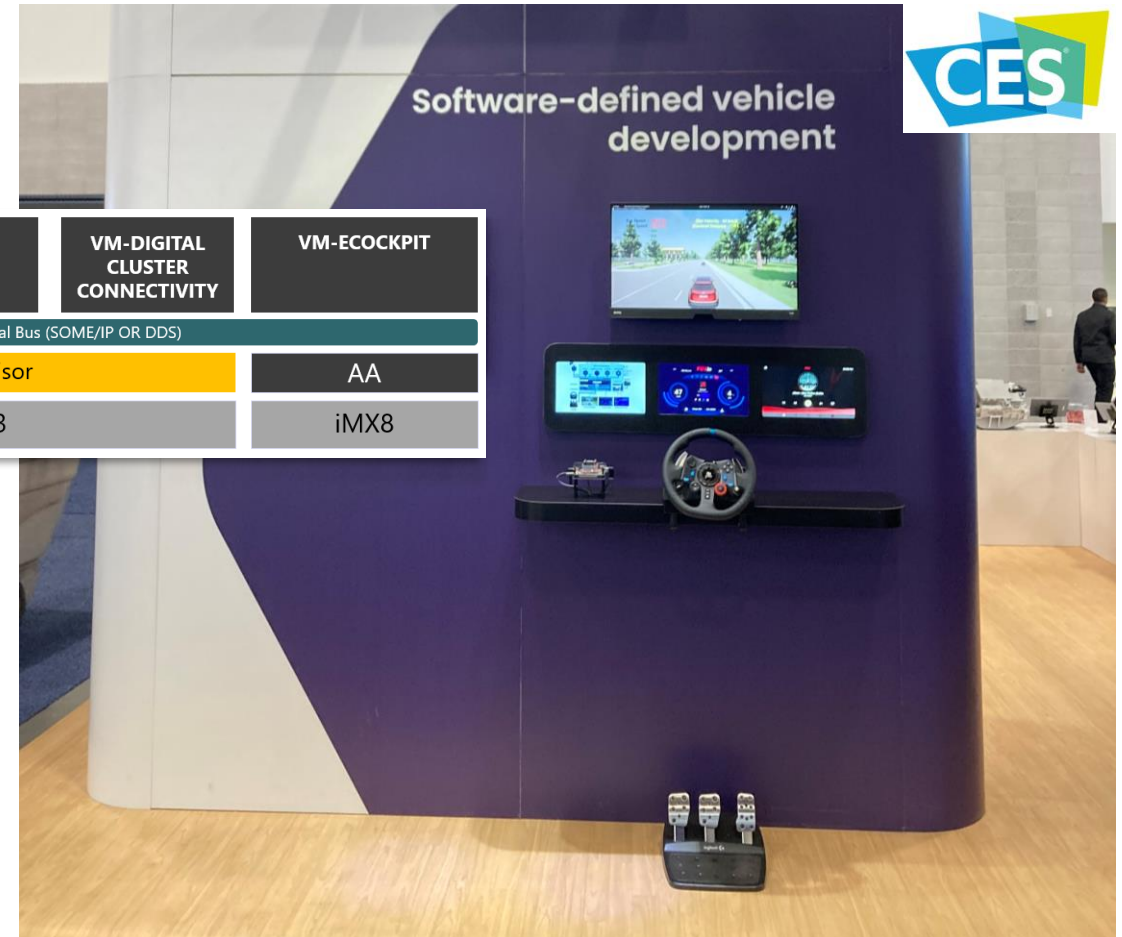 CES
Software-defined vehicle
development
VM-DIGITAL
CLUSTER
CONNECTIVITY
VM-ECOCKPIT
al Bus (SOME/IP OR DDS)
sor
AA
3
iMX8